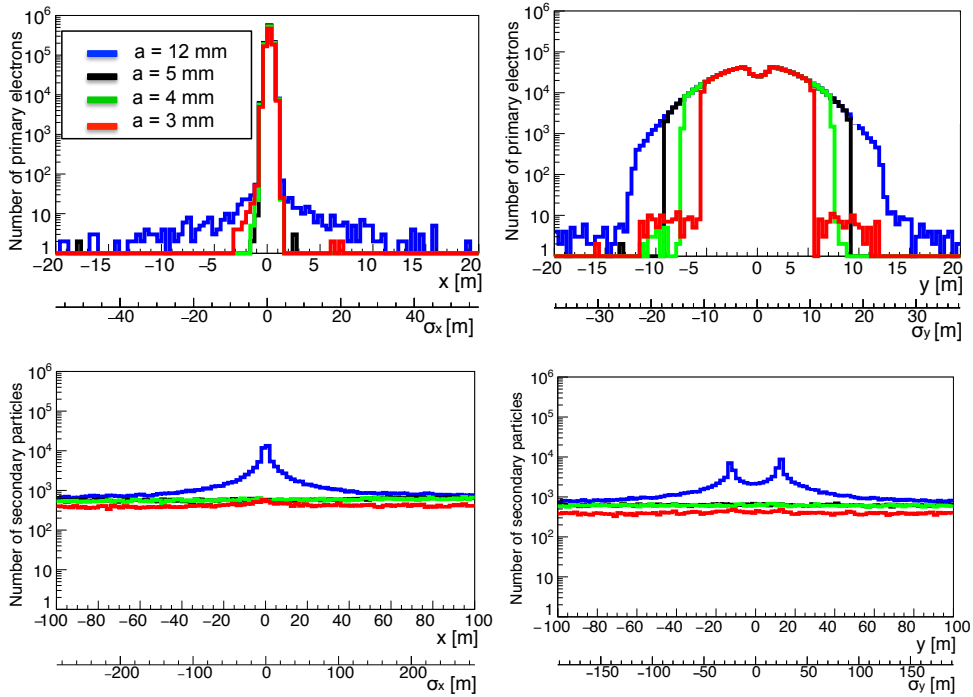 Number of primary electrons
10⁶
10⁵
10⁴
10³
10²
10
1
a = 12 mm
a = 5 mm
a = 4 mm
a = 3 mm
−20 −15 −10 −5 0 5 10 15 20
x [m]
−40 −20 0 20 40
σx [m]
Number of primary electrons
10⁶
10⁵
10⁴
10³
10²
10
1
−20 −15 −10 −5 0 5 10 15 20
y [m]
−30 −20 −10 0 10 20 30
σy [m]
Number of secondary particles
10⁶
10⁵
10⁴
10³
10²
10
1
−100 −80 −60 −40 −20 0 20 40 60 80 100
x [m]
−200 −100 0 100 200
σx [m]
Number of secondary particles
10⁶
10⁵
10⁴
10³
10²
10
1
−100 −80 −60 −40 −20 0 20 40 60 80 100
y [m]
−150 −100 −50 0 50 100 150
σy [m]